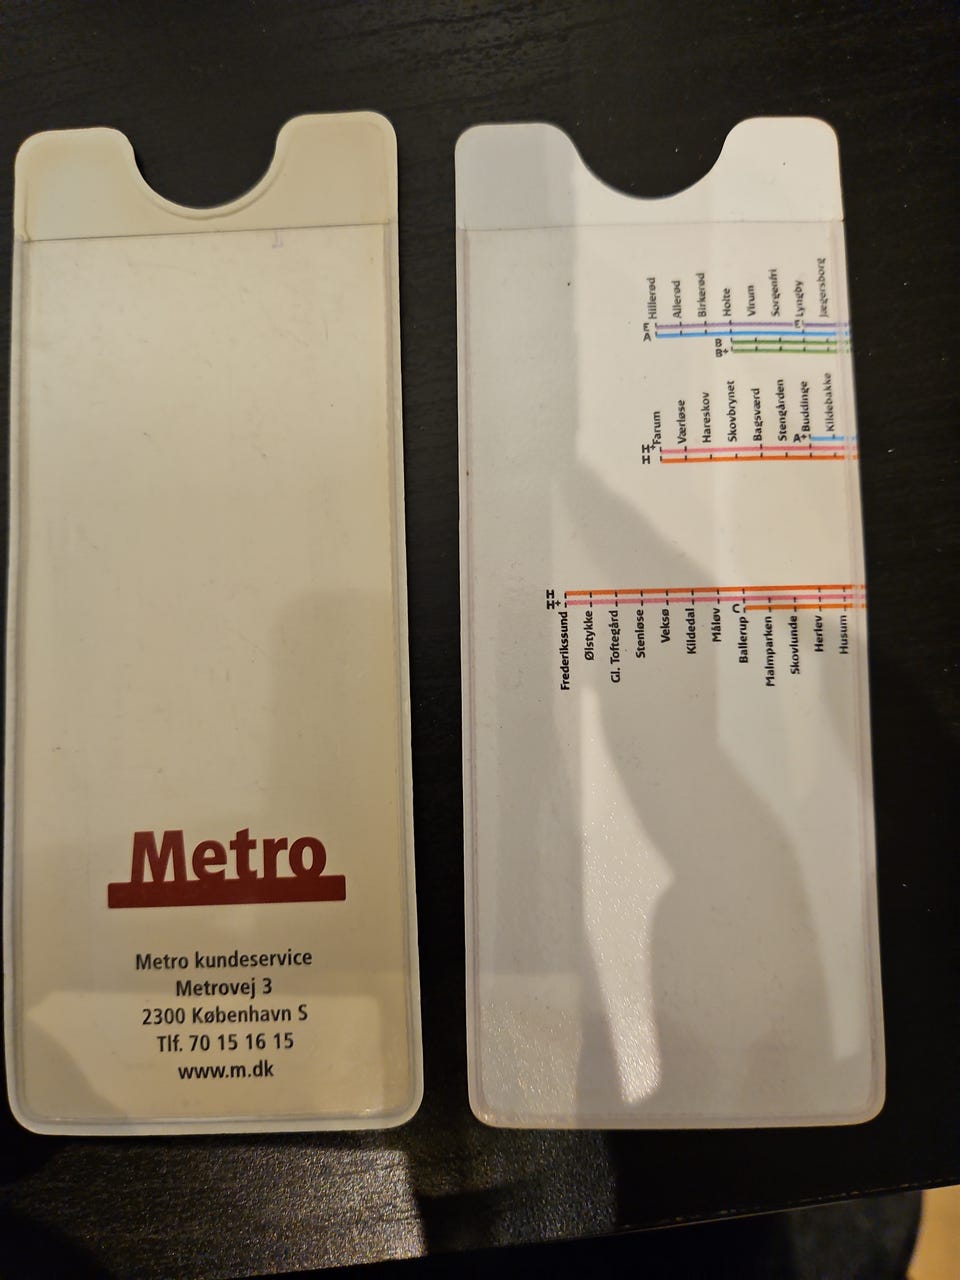 Metro
Metro kundeservice
Metrovej 3
2300 København S
Tlf. 70 15 16 15
www.m.dk
A E Hillerød
Allerød
Birkerød
B B+ Holte
Virum
Sorgenfri
E Lyngby
Jægersborg
H H+ Farum
Værløse
Hareskov
Skovbrynet
Bagsværd
Stengården
A+ Buddinge
Kildebakke
H H+
Frederikssund
Ølstykke
Gl. Toftegård
Stenløse
Veksø
Kildedal
Måløv
C
Ballerup
Malmparken
Skovlunde
Herlev
Husum